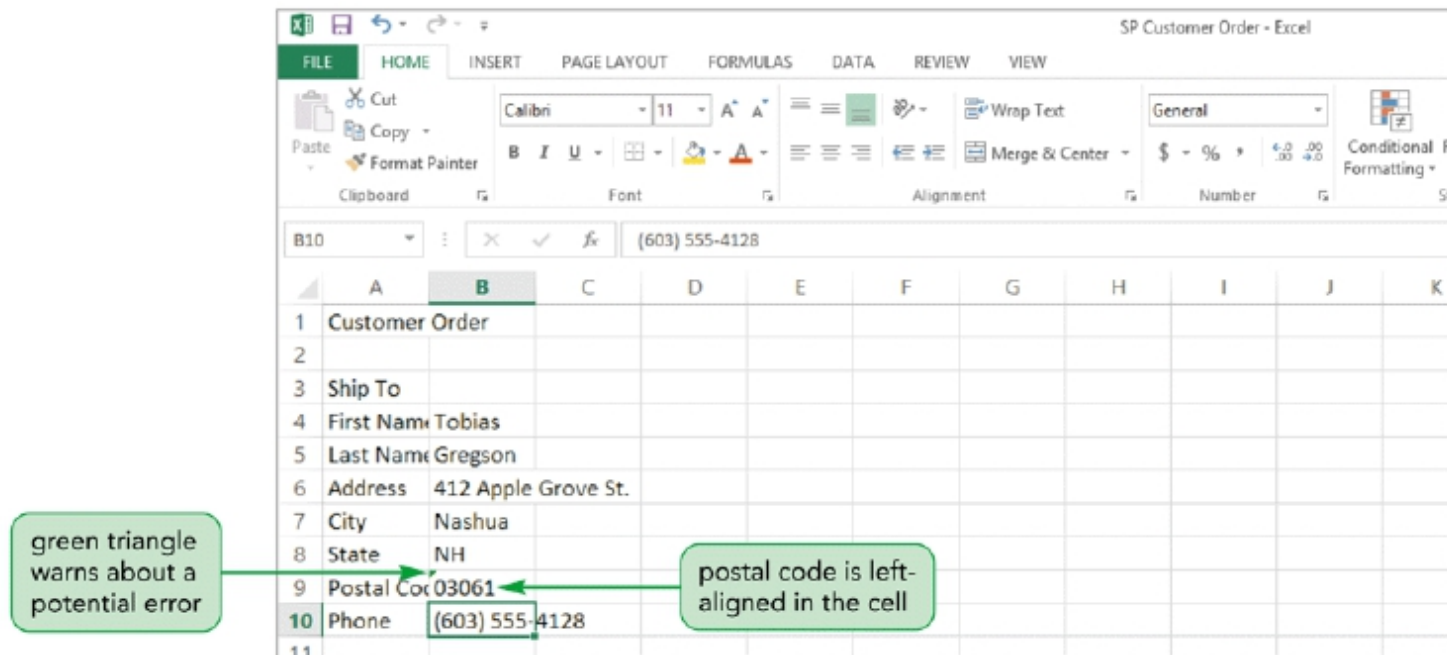 SP Customer Order - Excel
FILE HOME INSERT PAGE LAYOUT FORMULAS DATA REVIEW VIEW
Cut
Copy
Paste
Format Painter
Calibri 11 A A
B I U A
Wrap Text
Merge & Center
General
$ % , .00 .00
Conditional
Formatting
Clipboard Font Alignment Number
B10 fx (603) 555-4128
A B C D E F G H I J K
1 Customer Order
2
3 Ship To
4 First Nam Tobias
5 Last Name Gregson
6 Address 412 Apple Grove St.
7 City Nashua
8 State NH
9 Postal Co 03061
10 Phone (603) 555-4128
11
green triangle
warns about a
potential error
postal code is left-
aligned in the cell